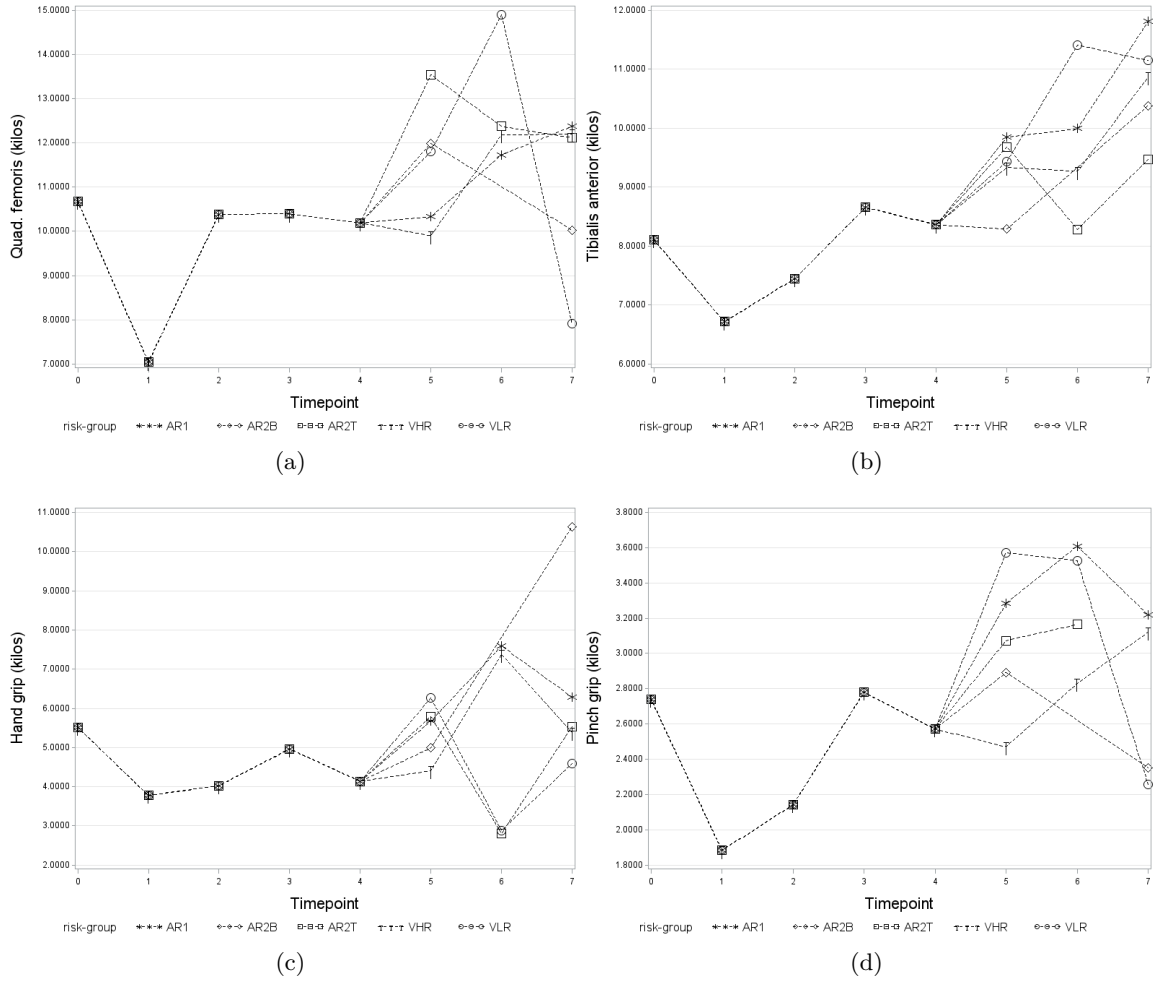 15.0000
14.0000
13.0000
12.0000
11.0000
10.0000
9.0000
8.0000
7.0000
Quad. femoris (kilos)
0 1 2 3 4 5 6 7
Timepoint
risk-group AR1 AR2B AR2T VHR VLR
(a)
12.0000
11.0000
10.0000
9.0000
8.0000
7.0000
6.0000
Tibialis anterior (kilos)
0 1 2 3 4 5 6 7
Timepoint
risk-group AR1 AR2B AR2T VHR VLR
(b)
11.0000
10.0000
9.0000
8.0000
7.0000
6.0000
5.0000
4.0000
3.0000
2.0000
Hand grip (kilos)
0 1 2 3 4 5 6 7
Timepoint
risk-group AR1 AR2B AR2T VHR VLR
(c)
3.8000
3.6000
3.4000
3.2000
3.0000
2.8000
2.6000
2.4000
2.2000
2.0000
1.8000
Pinch grip (kilos)
0 1 2 3 4 5 6 7
Timepoint
risk-group AR1 AR2B AR2T VHR VLR
(d)